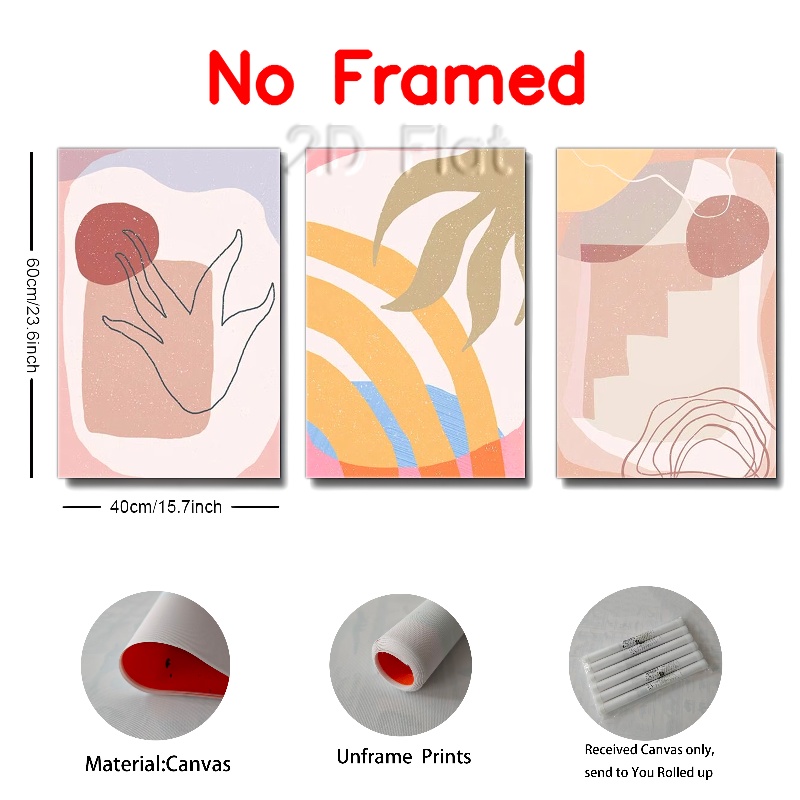 No Framed
2D Flat
60cm/23.6inch
40cm/15.7inch
Material:Canvas
Unframe Prints
Received Canvas only,
send to You Rolled up